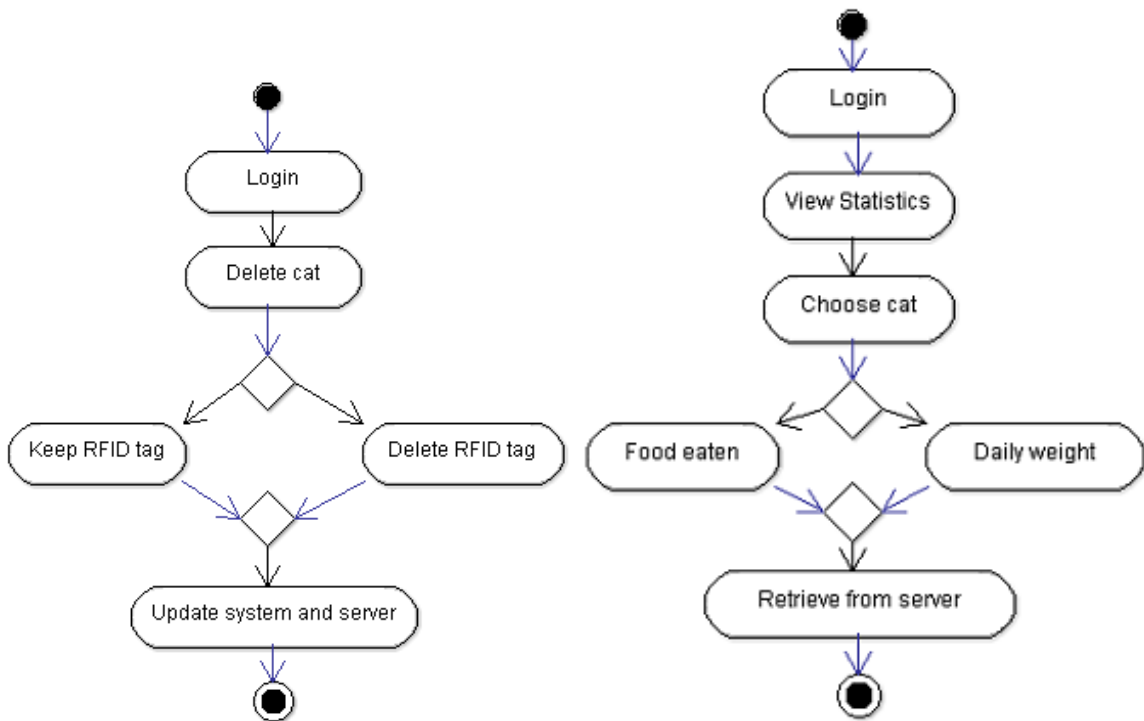 Login
Delete cat
Keep RFID tag
Delete RFID tag
Update system and server
Login
View Statistics
Choose cat
Food eaten
Daily weight
Retrieve from server